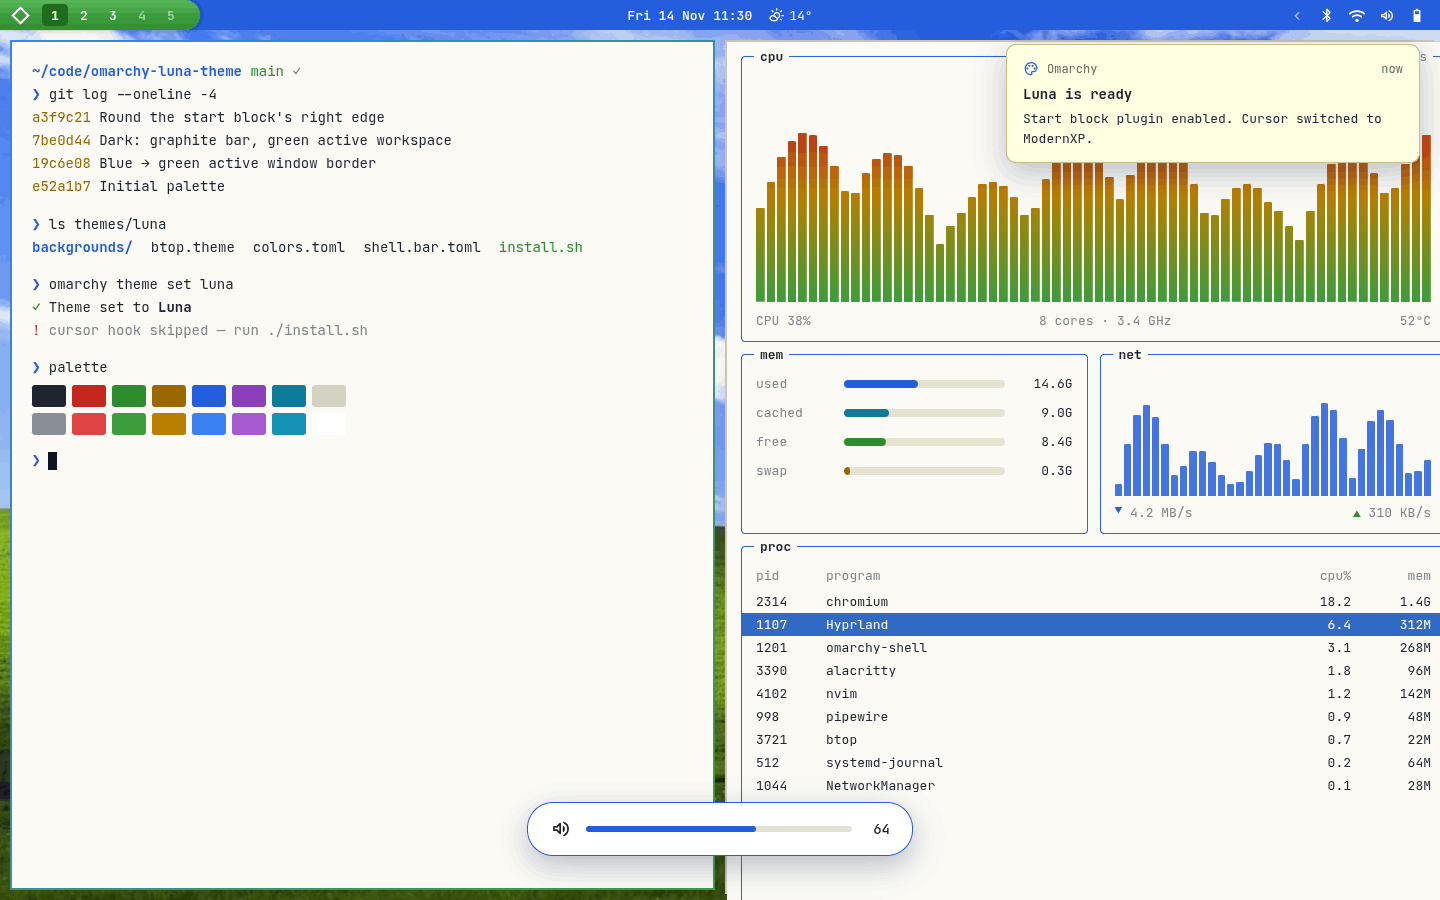 1 2 3 4 5
Fri 14 Nov 11:30 14°
~/code/omarchy-luna-theme main ✓
❯ git log --oneline -4
a3f9c21 Round the start block's right edge
7be0d44 Dark: graphite bar, green active workspace
19c6e08 Blue → green active window border
e52a1b7 Initial palette
❯ ls themes/luna
backgrounds/ btop.theme colors.toml shell.bar.toml install.sh
❯ omarchy theme set luna
✓ Theme set to Luna
! cursor hook skipped — run ./install.sh
❯ palette
❯
cpu
s
Omarchy now
Luna is ready
Start block plugin enabled. Cursor switched to
ModernXP.
CPU 38% 8 cores · 3.4 GHz 52°C
mem
used 14.6G
cached 9.0G
free 8.4G
swap 0.3G
net
▼ 4.2 MB/s ▲ 310 KB/s
proc
pid program cpu% mem
2314 chromium 18.2 1.4G
1107 Hyprland 6.4 312M
1201 omarchy-shell 3.1 268M
3390 alacritty 1.8 96M
4102 nvim 1.2 142M
998 pipewire 0.9 48M
3721 btop 0.7 22M
512 systemd-journal 0.2 64M
1044 NetworkManager 0.1 28M
64